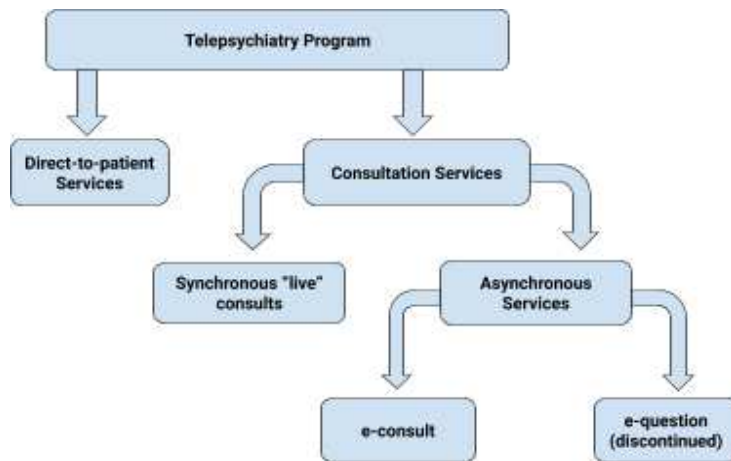 Telepsychiatry Program
Direct-to-patient
Services
Consultation Services
Synchronous "live"
consults
Asynchronous
Services
e-consult
e-question
(discontinued)